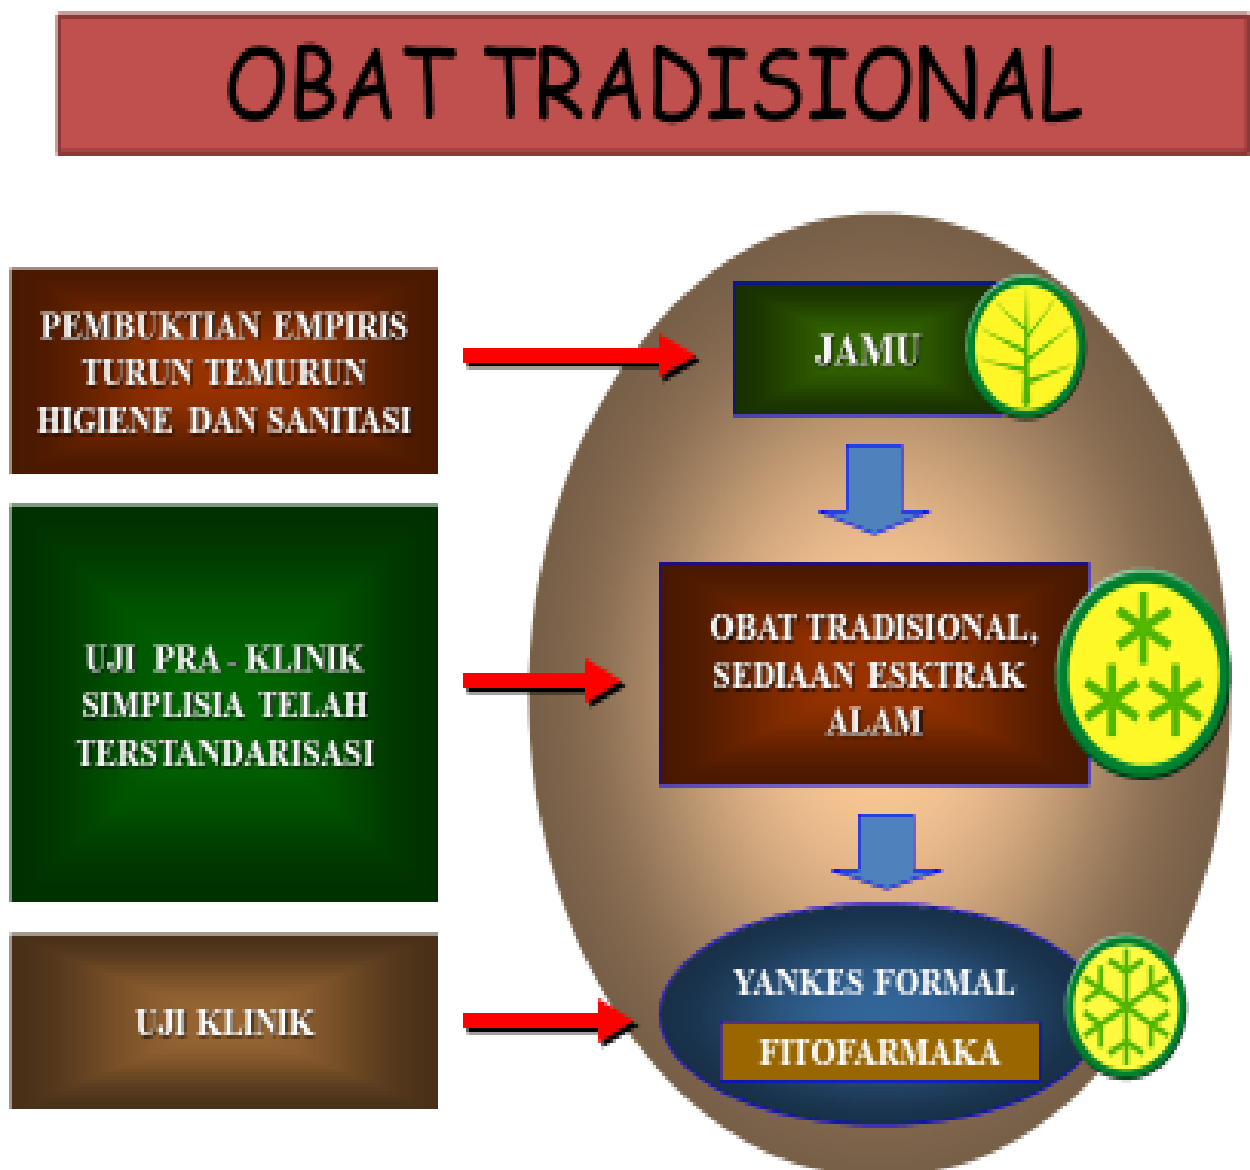 OBAT TRADISIONAL
PEMBUKTIAN EMPIRIS
TURUN TEMURUN
HIGIENE DAN SANITASI
JAMU
UJI PRA - KLINIK
SIMPLISIA TELAH
TERSTANDARISASI
OBAT TRADISIONAL,
SEDIAAN ESKTRAK
ALAM
UJI KLINIK
YANKES FORMAL
FITOFARMAKA